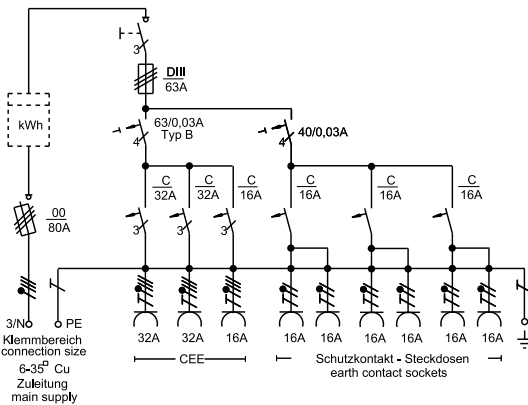 3
DIII
63A
kWh
63/0,03A
Typ B
4
40/0,03A
4
C
32A
C
32A
C
16A
C
16A
C
16A
C
16A
3
3
3
00
80A
3/N
PE
32A
32A
16A
16A
16A
16A
16A
16A
16A
CEE
Schutzkontakt - Steckdosen
earth contact sockets
Klemmbereich
connection size
6-35□ Cu
Zuleitung
main supply